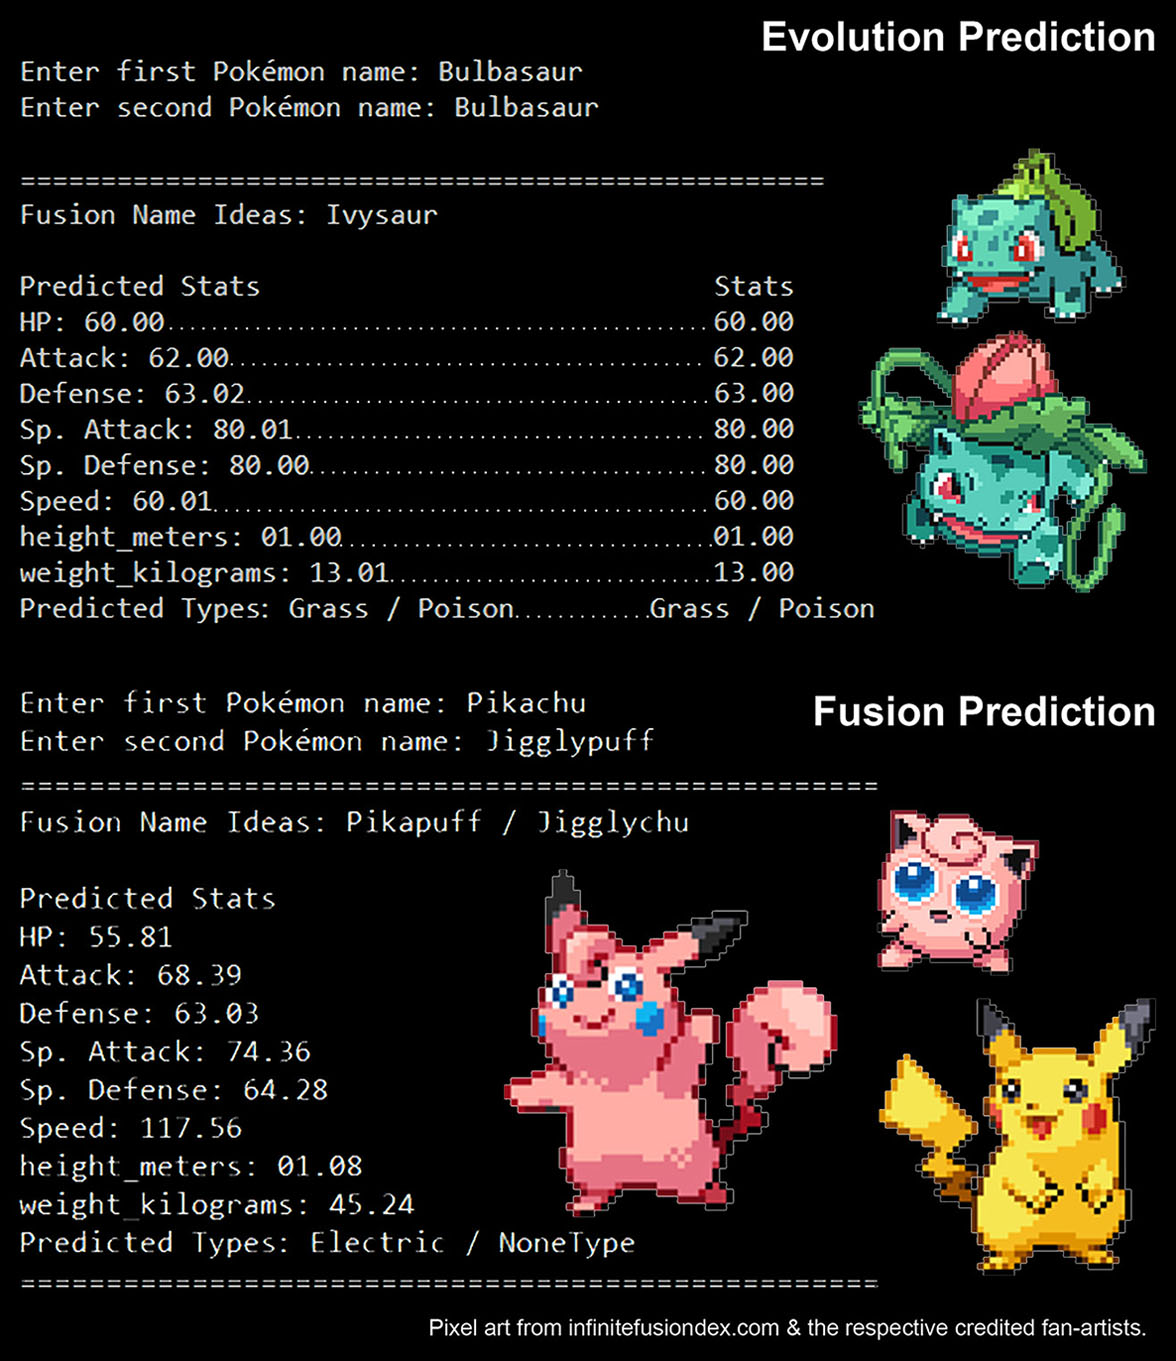 Evolution Prediction
Enter first Pokémon name: Bulbasaur
Enter second Pokémon name: Bulbasaur
==================================================
Fusion Name Ideas: Ivysaur
Predicted Stats Stats
HP: 60.00 60.00
Attack: 62.00 62.00
Defense: 63.02 63.00
Sp. Attack: 80.01 80.00
Sp. Defense: 80.00 80.00
Speed: 60.01 60.00
height_meters: 01.00 01.00
weight_kilograms: 13.01 13.00
Predicted Types: Grass / Poison Grass / Poison
Fusion Prediction
Enter first Pokémon name: Pikachu
Enter second Pokémon name: Jigglypuff
==================================================
Fusion Name Ideas: Pikapuff / Jigglychu
Predicted Stats
HP: 55.81
Attack: 68.39
Defense: 63.03
Sp. Attack: 74.36
Sp. Defense: 64.28
Speed: 117.56
height_meters: 01.08
weight_kilograms: 45.24
Predicted Types: Electric / NoneType
==================================================
Pixel art from infinitefusiondex.com & the respective credited fan-artists.